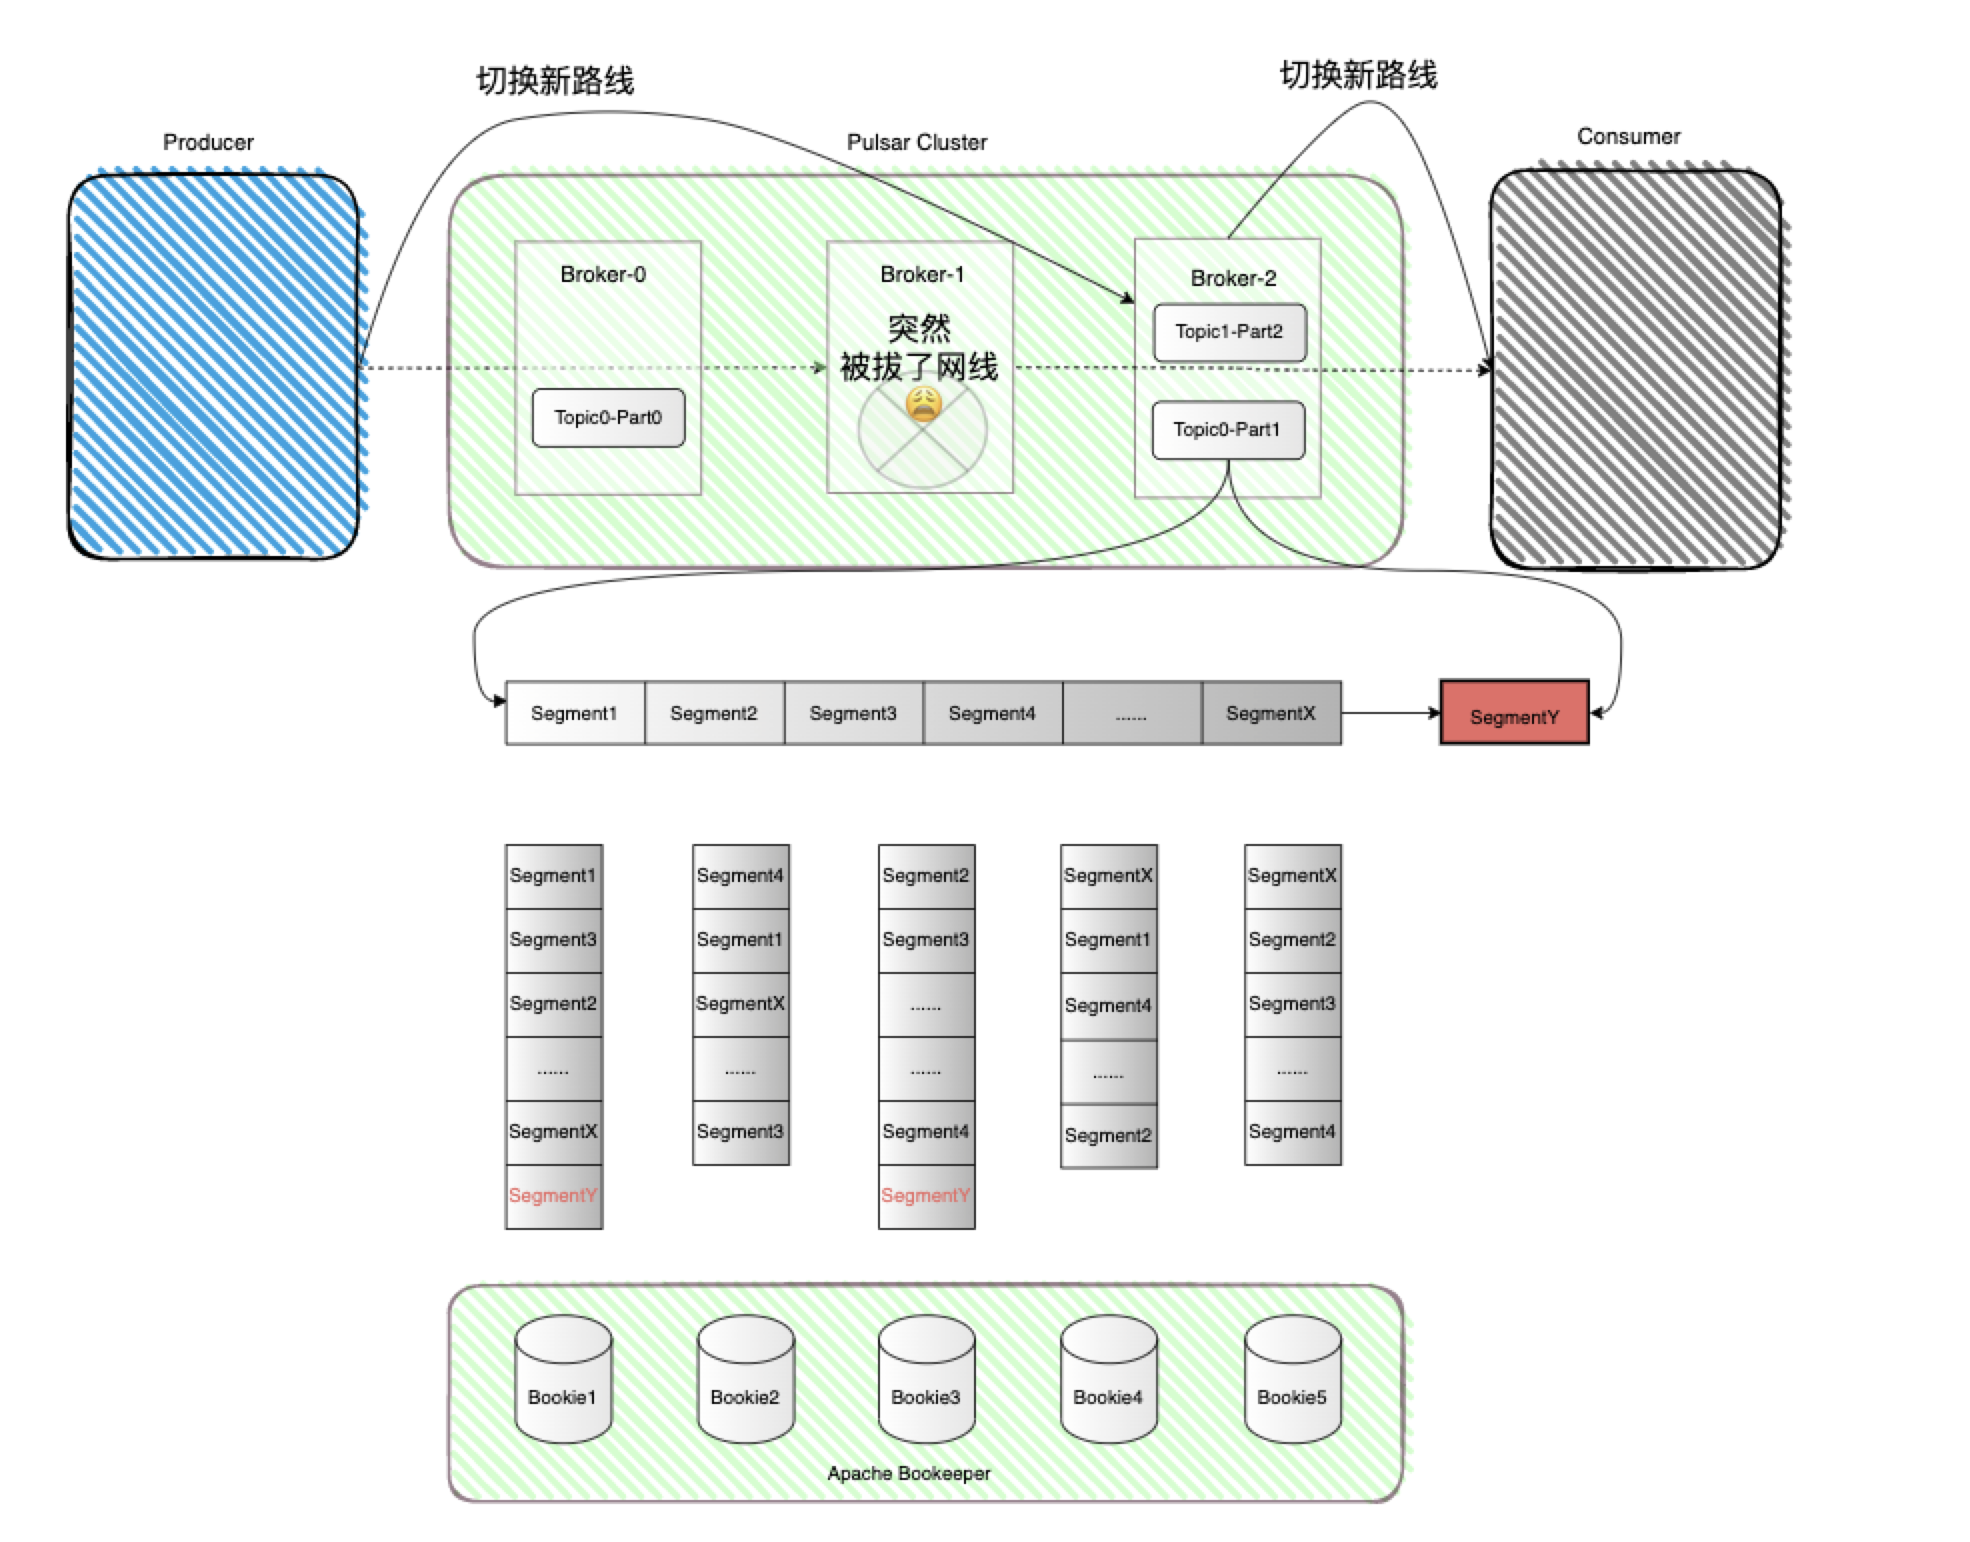 切换新路线
切换新路线
Producer
Pulsar Cluster
Consumer
Broker-0
Topic0-Part0
Broker-1
突然
被拔了网线
Broker-2
Topic1-Part2
Topic0-Part1
Segment1
Segment2
Segment3
Segment4
......
SegmentX
SegmentY
Segment1
Segment3
Segment2
......
SegmentX
SegmentY
Segment4
Segment1
SegmentX
......
Segment3
Segment2
Segment3
......
......
Segment4
SegmentY
SegmentX
Segment1
Segment4
......
Segment2
SegmentX
Segment2
Segment3
......
Segment4
Bookie1
Bookie2
Bookie3
Bookie4
Bookie5
Apache Bookeeper